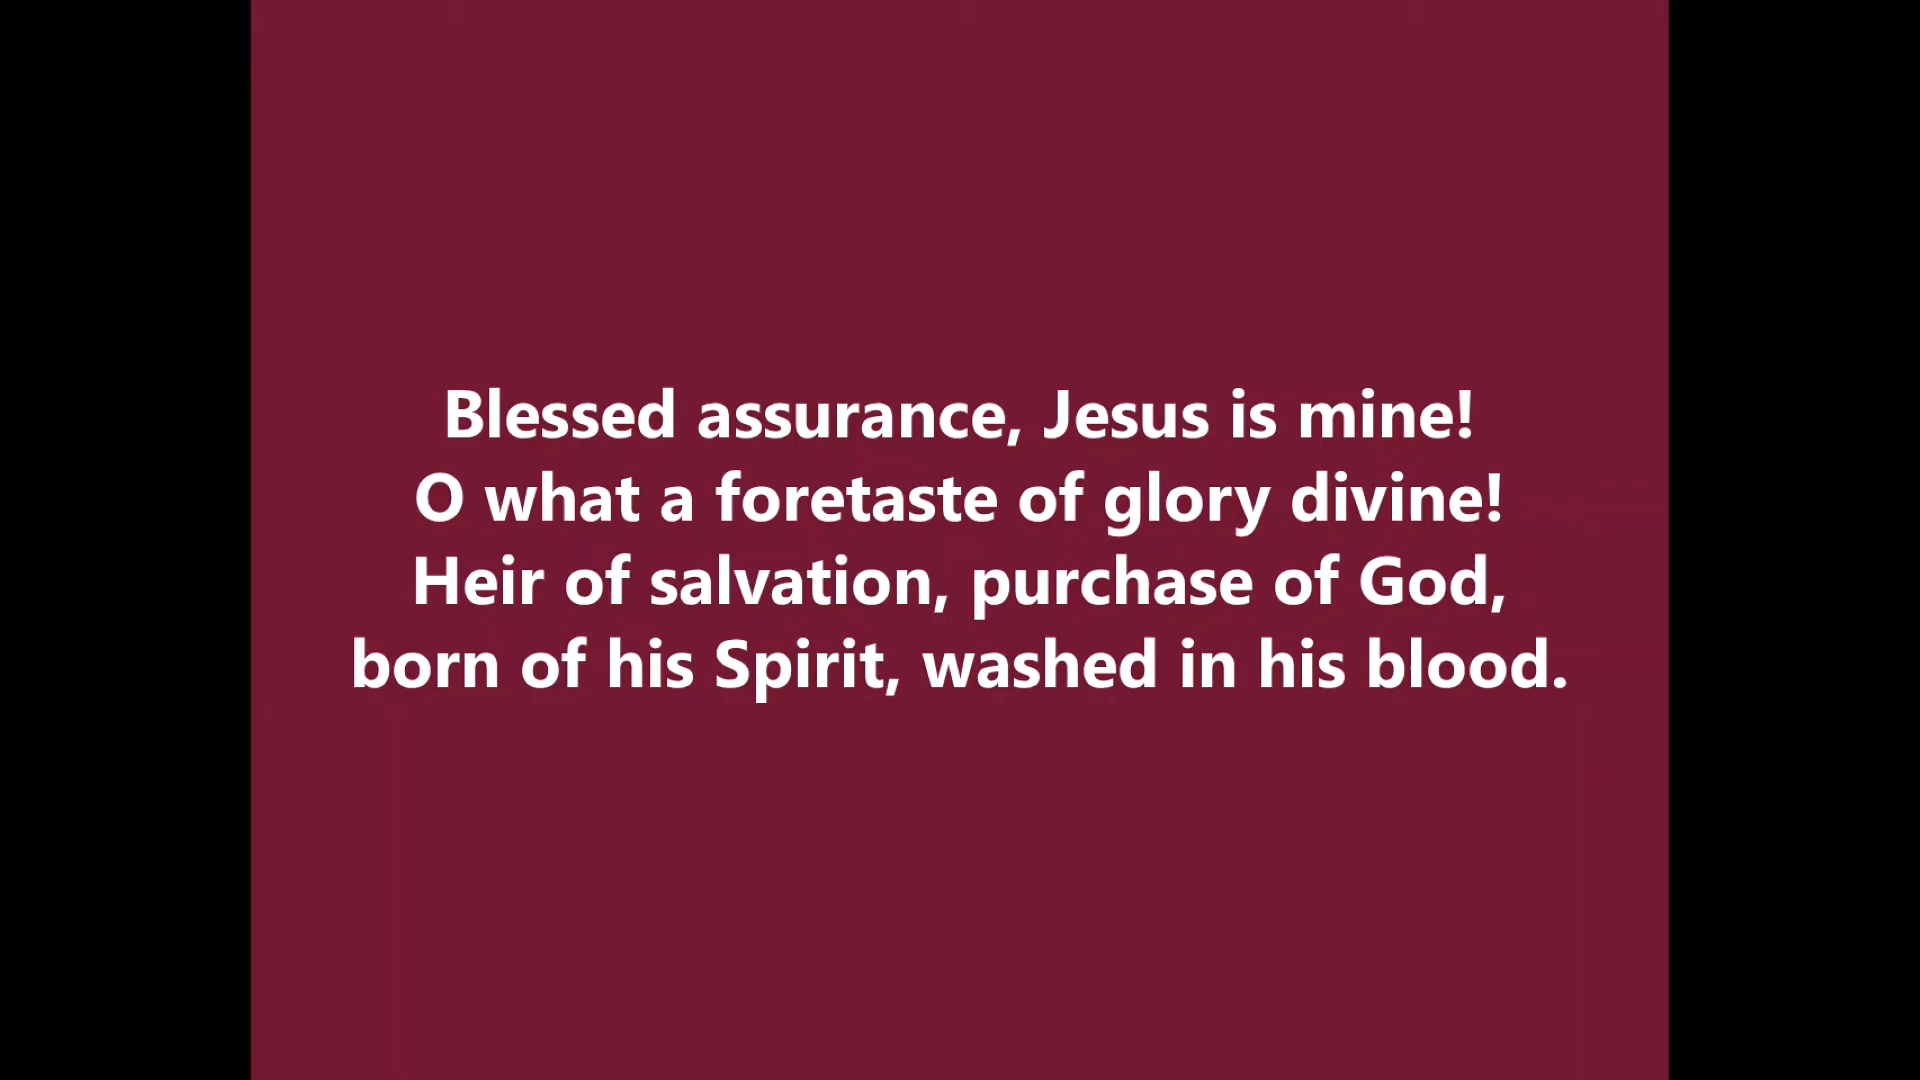 Blessed assurance, Jesus is mine!
O what a foretaste of glory divine!
Heir of salvation, purchase of God,
born of his Spirit, washed in his blood.